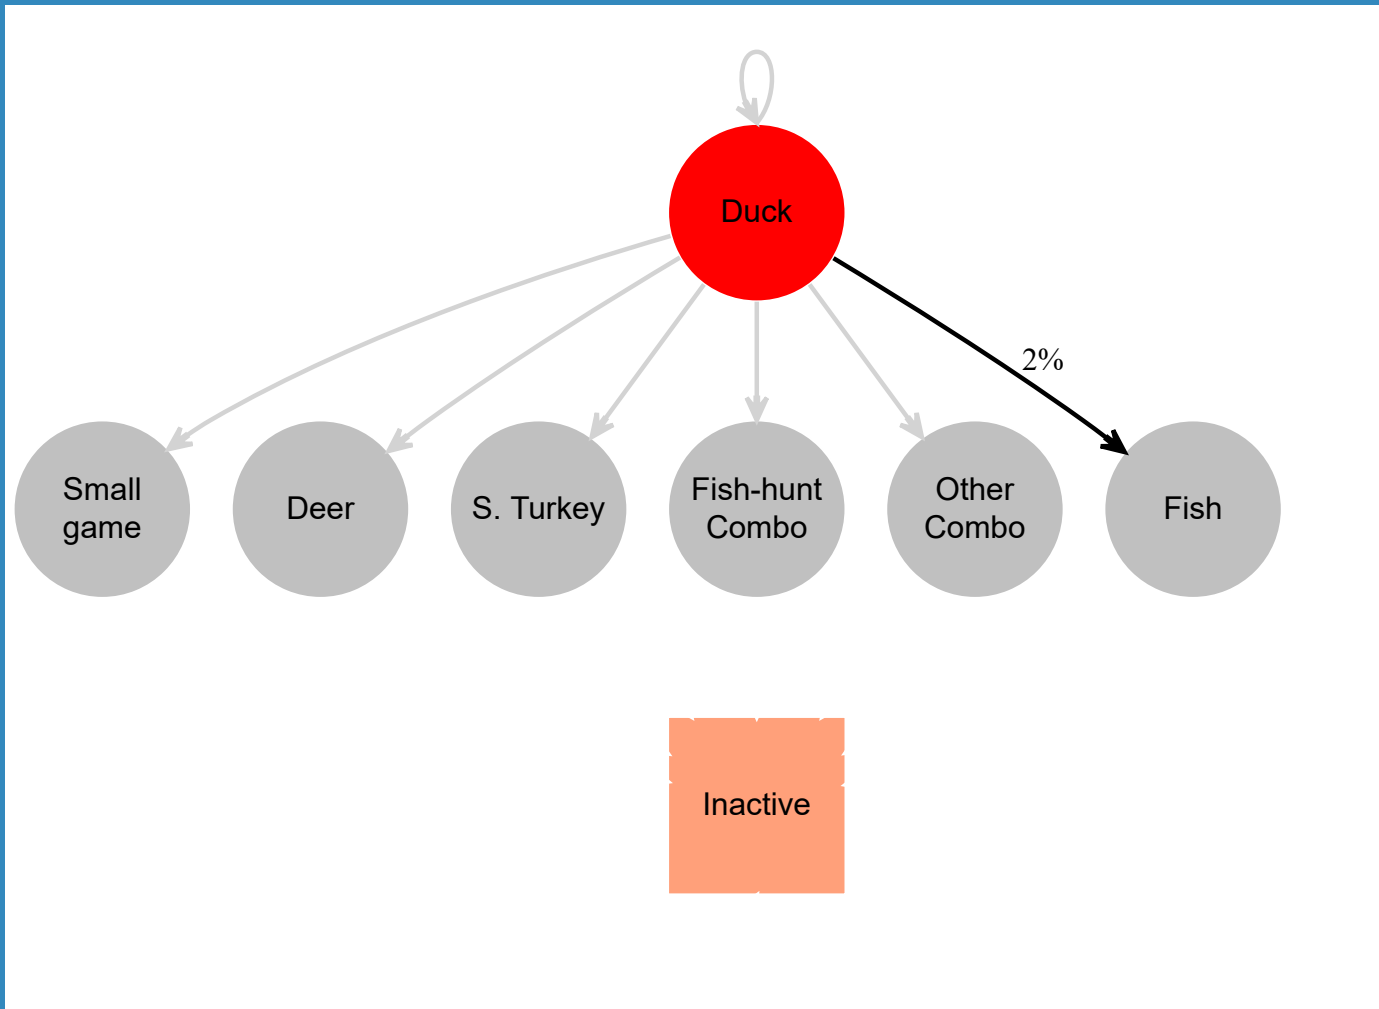 Duck
2%
Small
game
Deer
S. Turkey
Fish-hunt
Combo
Other
Combo
Fish
Inactive